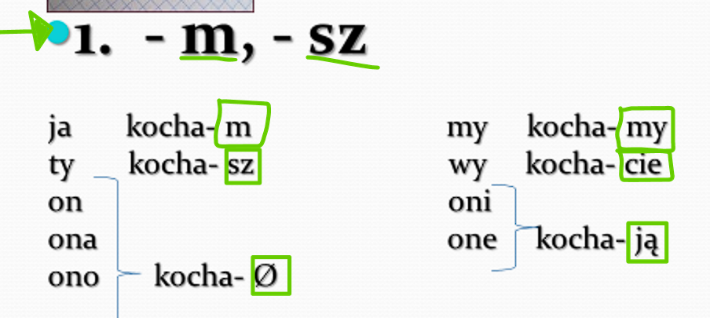 1. - m, - sz
ja kocha- m
ty kocha- sz
on
ona
ono kocha- Ø
my kocha- my
wy kocha- cie
oni
one kocha- ją